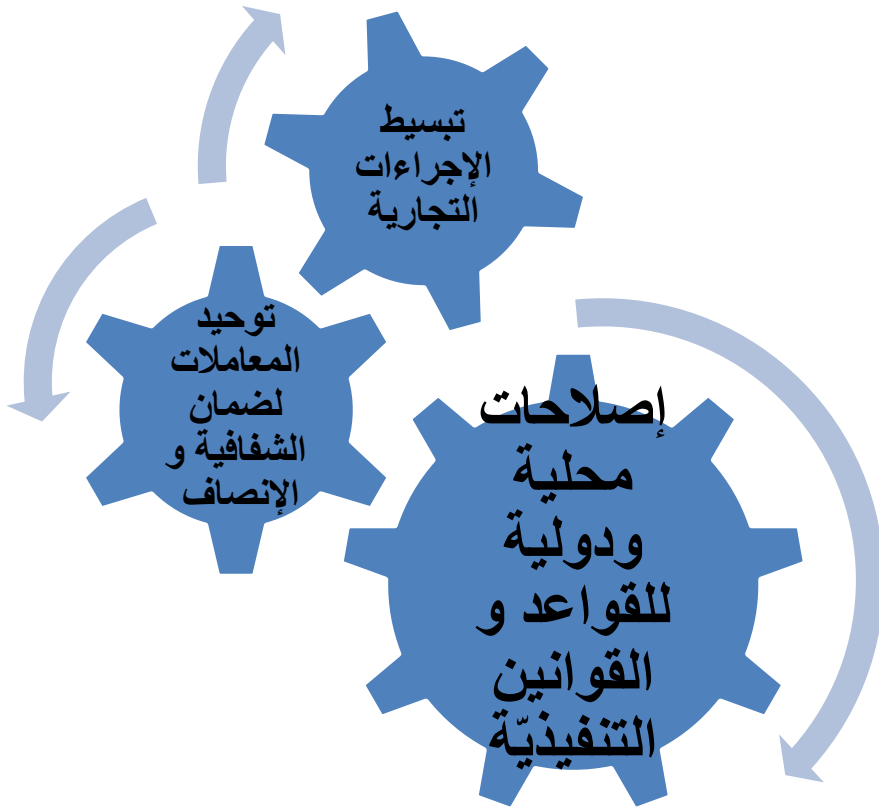 تبسيط
الإجراءات
التجارية
توحيد
المعاملات
لضمان
الشفافية و
الإنصاف
إصلاحات
محلية
ودولية
للقواعد و
القوانين
التنفيذيّة